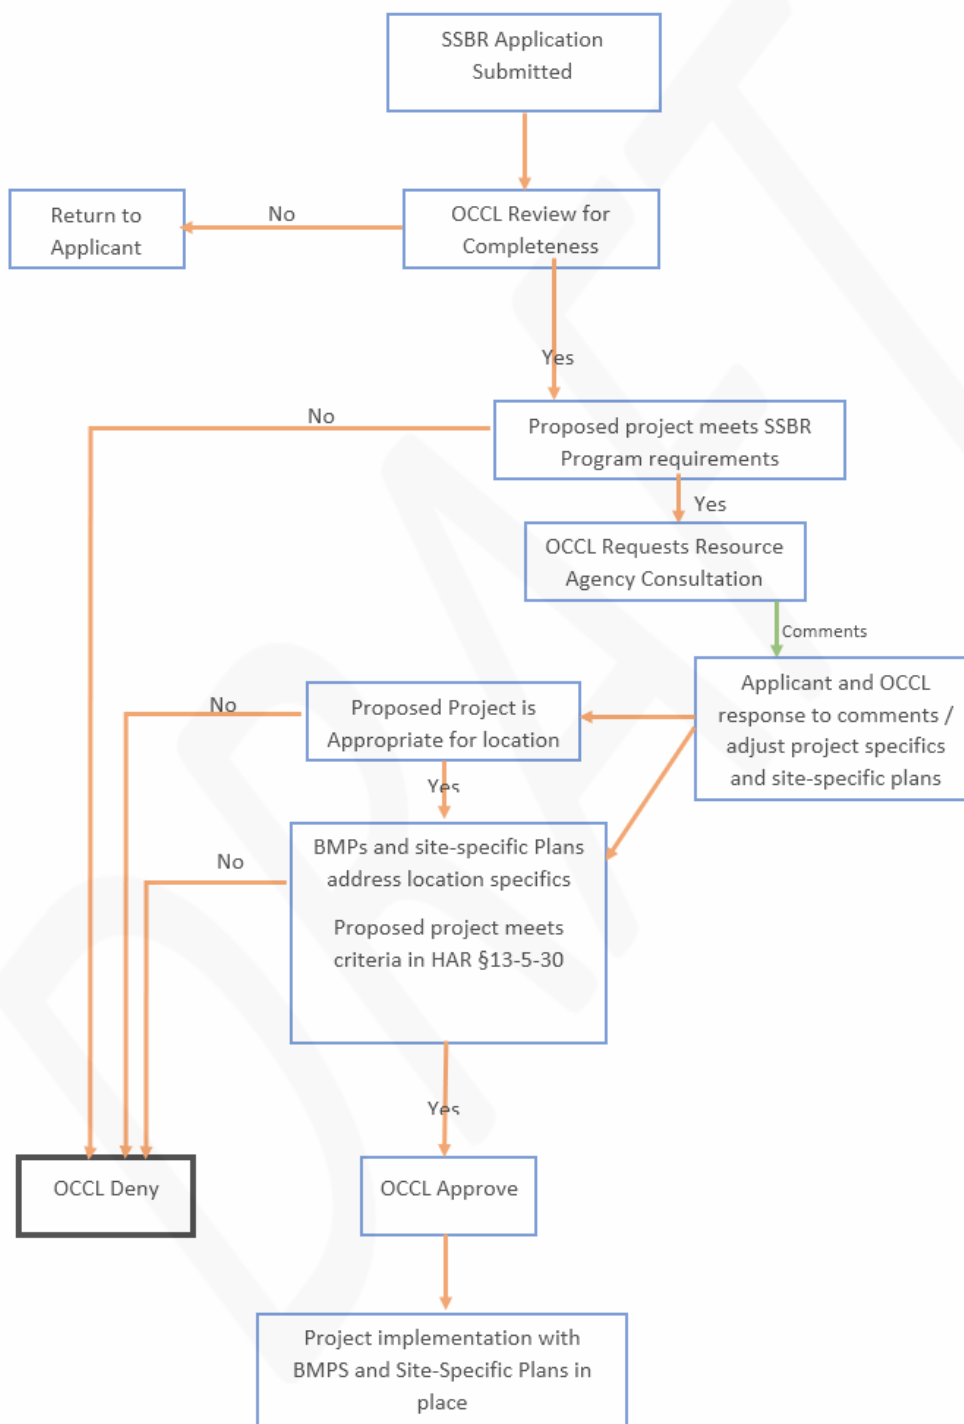 SSBR Application
Submitted
No
Return to
Applicant
OCCL Review for
Completeness
Yes
No
Proposed project meets SSBR
Program requirements
Yes
OCCL Requests Resource
Agency Consultation
Comments
Applicant and OCCL
response to comments /
adjust project specifics
and site-specific plans
No
Proposed Project is
Appropriate for location
Yes
No
BMPs and site-specific Plans
address location specifics
Proposed project meets
criteria in HAR §13-5-30
Yes
OCCL Deny
OCCL Approve
Project implementation with
BMPS and Site-Specific Plans in
place
DRAFT